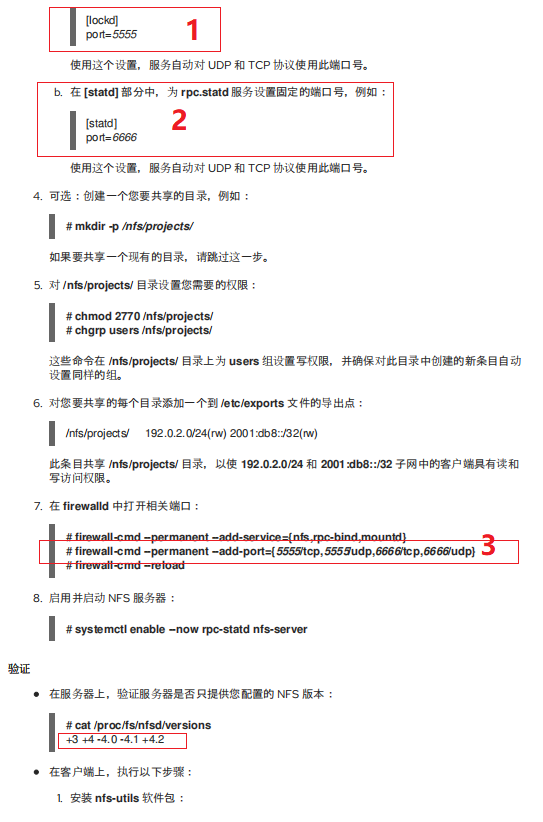 [lockd]
port=5555
1
使用这个设置，服务自动对 UDP 和 TCP 协议使用此端口号。
b. 在 [statd] 部分中，为 rpc.statd 服务设置固定的端口号，例如：
2
[statd]
port=6666
使用这个设置，服务自动对 UDP 和 TCP 协议使用此端口号。
4. 可选：创建一个您要共享的目录，例如：
# mkdir -p /nfs/projects/
如果要共享一个现有的目录，请跳过这一步。
5. 对 /nfs/projects/ 目录设置您需要的权限：
# chmod 2770 /nfs/projects/
# chgrp users /nfs/projects/
这些命令在 /nfs/projects/ 目录上为 users 组设置写权限，并确保对此目录中创建的新条目自动
设置同样的组。
6. 对您要共享的每个目录添加一个到 /etc/exports 文件的导出点：
/nfs/projects/ 192.0.2.0/24(rw) 2001:db8::/32(rw)
此条目共享 /nfs/projects/ 目录，以使 192.0.2.0/24 和 2001:db8::/32 子网中的客户端具有读和
写访问权限。
7. 在 firewalld 中打开相关端口：
# firewall-cmd --permanent --add-service={nfs,rpc-bind,mountd}
# firewall-cmd --permanent --add-port={5555/tcp,5555/udp,6666/tcp,6666/udp}
3
# firewall-cmd --reload
8. 启用并启动 NFS 服务器：
# systemctl enable --now rpc-statd nfs-server
验证
● 在服务器上，验证服务器是否只提供您配置的 NFS 版本：
# cat /proc/fs/nfsd/versions
+3 +4 -4.0 -4.1 +4.2
● 在客户端上，执行以下步骤：
1. 安装 nfs-utils 软件包：